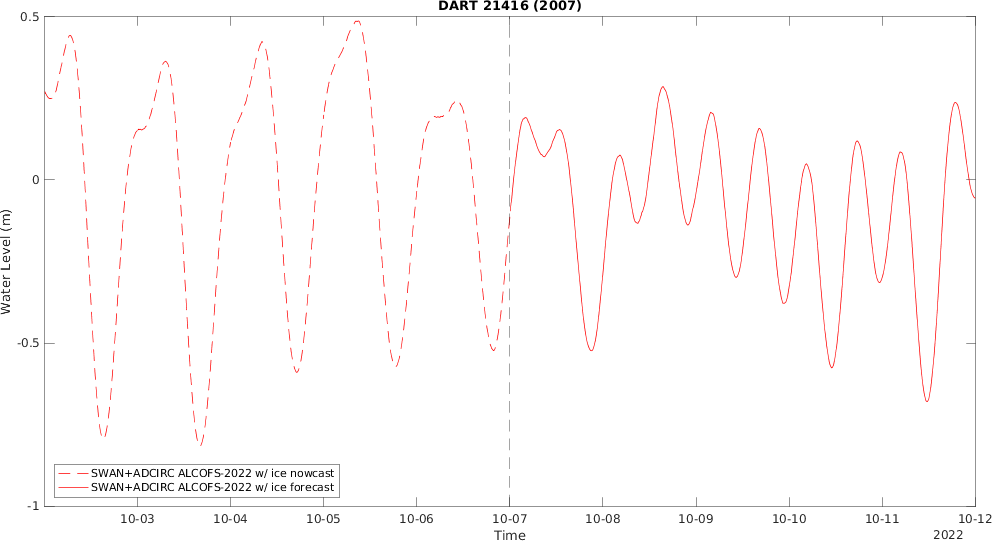 DART 21416 (2007)
Water Level (m)
0.5
0
-0.5
-1
SWAN+ADCIRC ALCOFS-2022 w/ ice nowcast
SWAN+ADCIRC ALCOFS-2022 w/ ice forecast
10-03 10-04 10-05 10-06 10-07 10-08 10-09 10-10 10-11 10-12
Time
2022